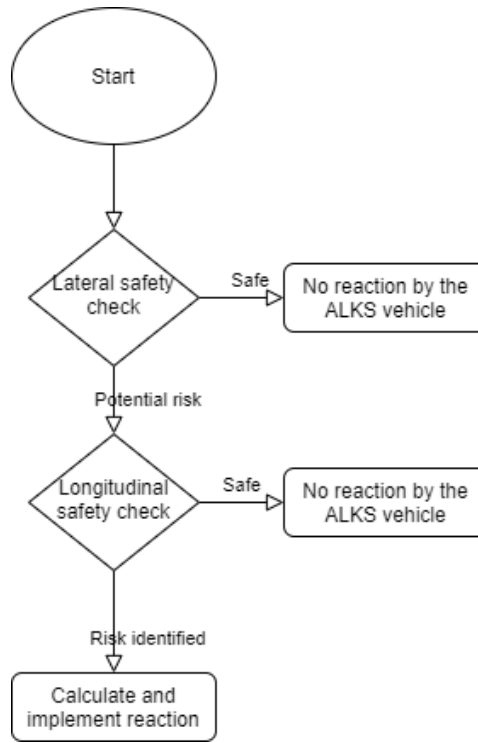 Start
Lateral safety
check
Safe
No reaction by the
ALKS vehicle
Potential risk
Longitudinal
safety check
Safe
No reaction by the
ALKS vehicle
Risk identified
Calculate and
implement reaction